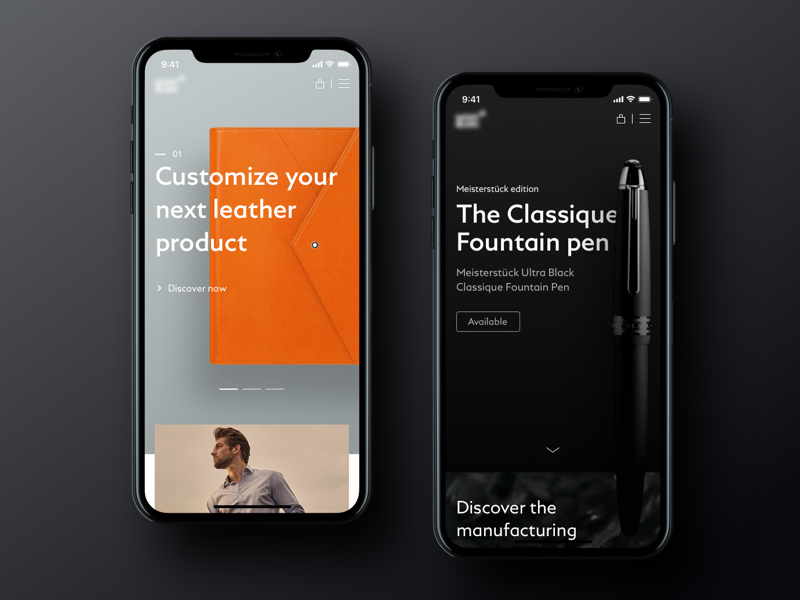 9:41
01
Customize your
next leather
product
Discover now
9:41
Meisterstück edition
The Classique
Fountain pen
Meisterstück Ultra Black
Classique Fountain Pen
Available
Discover the
manufacturing